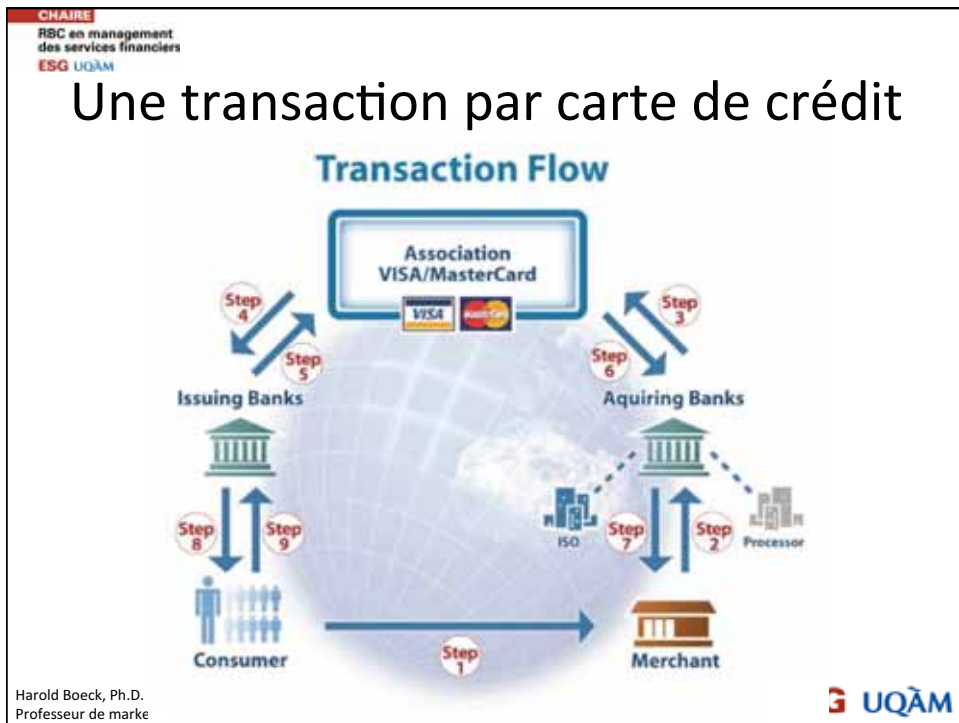 CHAIRE
RBC en management
des services financiers
ESG UQÀM
Une transaction par carte de crédit
Transaction Flow
Association
VISA/MasterCard
VISA
MasterCard
Step
4
Step
3
Step
5
Step
6
Issuing Banks
Aquiring Banks
ISO
Processor
Step
8
Step
9
Step
7
Step
2
Consumer
Step
1
Merchant
Harold Boeck, Ph.D.
Professeur de marke
G UQÀM